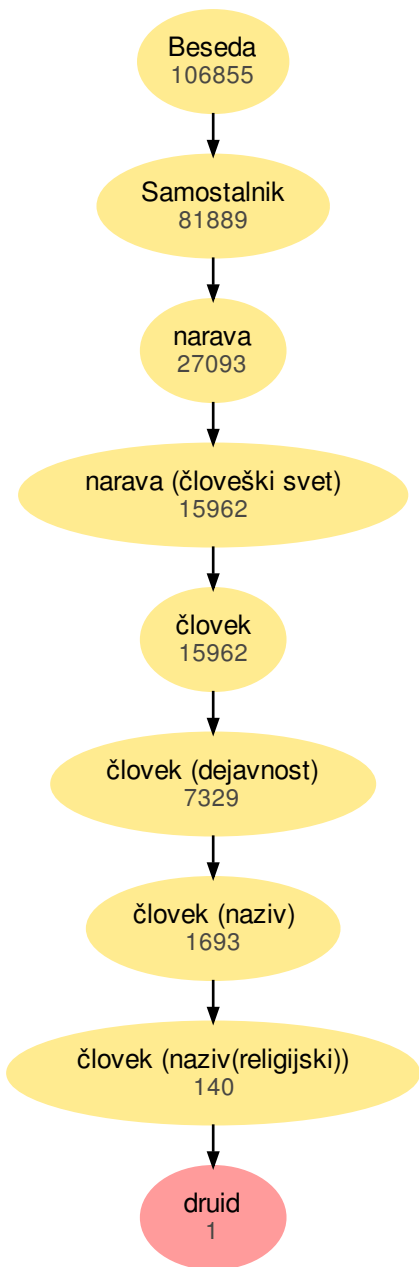 Beseda
106855
Samostalnik
81889
narava
27093
narava (človeški svet)
15962
človek
15962
človek (dejavnost)
7329
človek (naziv)
1693
človek (naziv(religijski))
140
druid
1